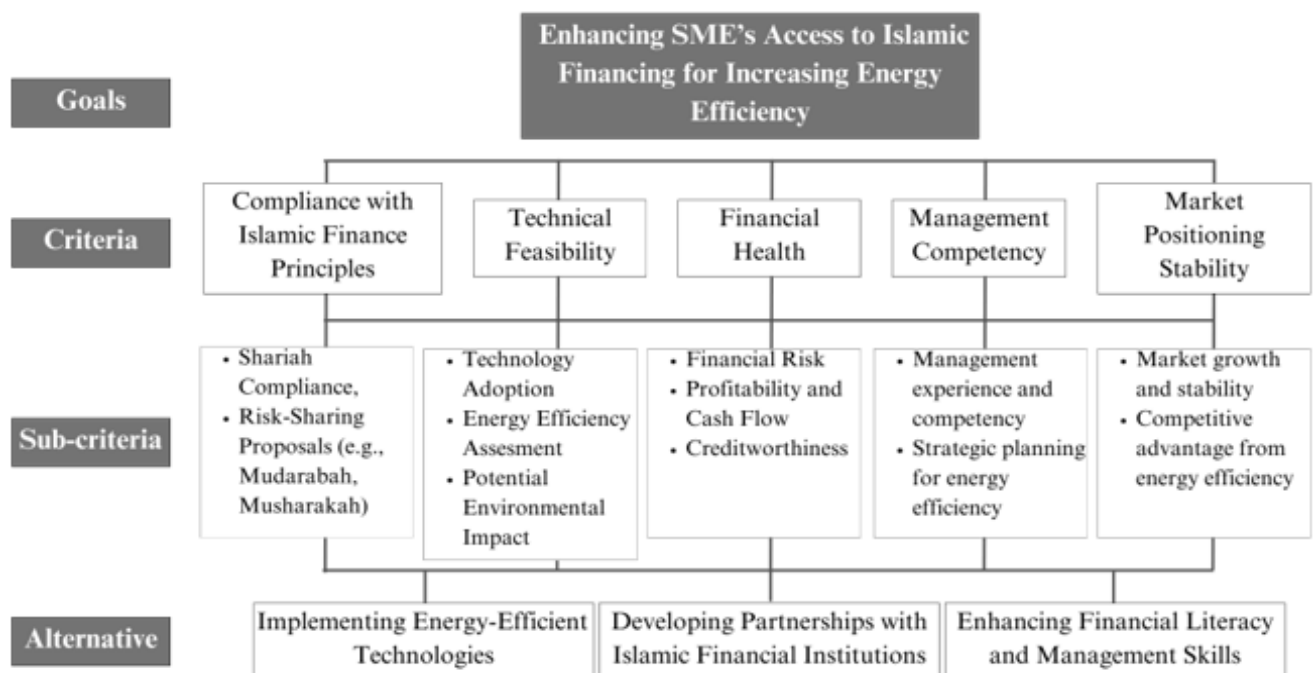 Goals
Enhancing SME's Access to Islamic
Financing for Increasing Energy
Efficiency
Criteria
Compliance with
Islamic Finance
Principles
Technical
Feasibility
Financial
Health
Management
Competency
Market
Positioning
Stability
Sub-criteria
• Shariah
Compliance,
• Risk-Sharing
Proposals (e.g.,
Mudarabah,
Musharakah)
• Technology
Adoption
• Energy Efficiency
Assesment
• Potential
Environmental
Impact
• Financial Risk
• Profitability and
Cash Flow
• Creditworthiness
• Management
experience and
competency
• Strategic planning
for energy
efficiency
• Market growth
and stability
• Competitive
advantage from
energy efficiency
Alternative
Implementing Energy-Efficient
Technologies
Developing Partnerships with
Islamic Financial Institutions
Enhancing Financial Literacy
and Management Skills